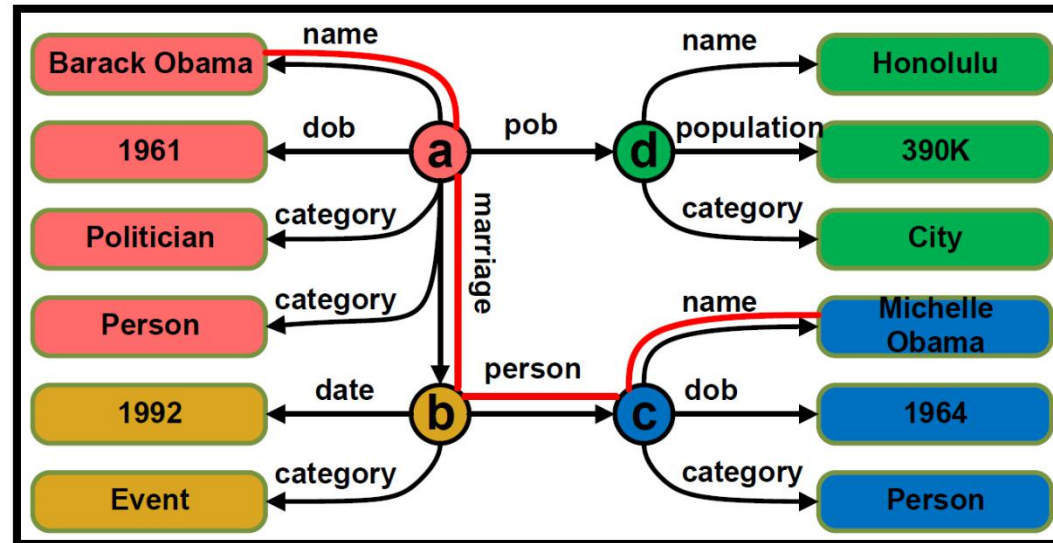 name
name
Barack Obama
Honolulu
dob
pob
population
1961
a
d
390K
category
category
Politician
marriage
City
category
name
Person
Michelle
Obama
person
date
dob
1992
b
c
1964
category
category
Event
Person